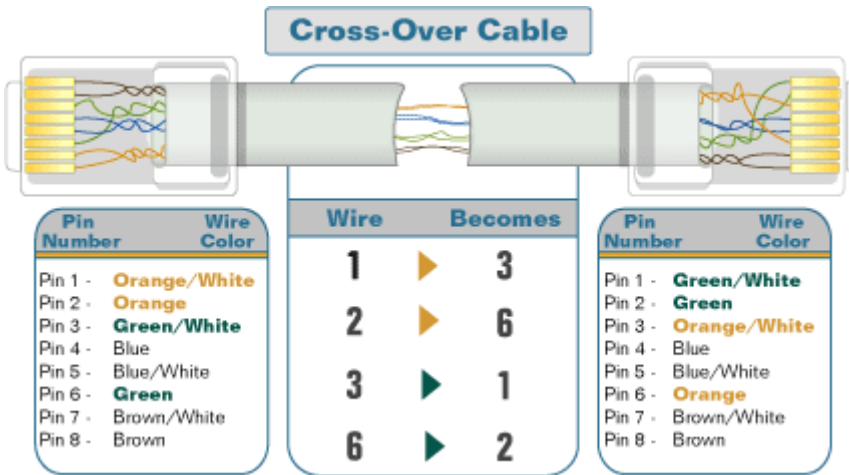 Cross-Over Cable
Pin Number Wire Color
Pin 1 - Orange/White
Pin 2 - Orange
Pin 3 - Green/White
Pin 4 - Blue
Pin 5 - Blue/White
Pin 6 - Green
Pin 7 - Brown/White
Pin 8 - Brown
Wire Becomes
1 3
2 6
3 1
6 2
Pin Number Wire Color
Pin 1 - Green/White
Pin 2 - Green
Pin 3 - Orange/White
Pin 4 - Blue
Pin 5 - Blue/White
Pin 6 - Orange
Pin 7 - Brown/White
Pin 8 - Brown